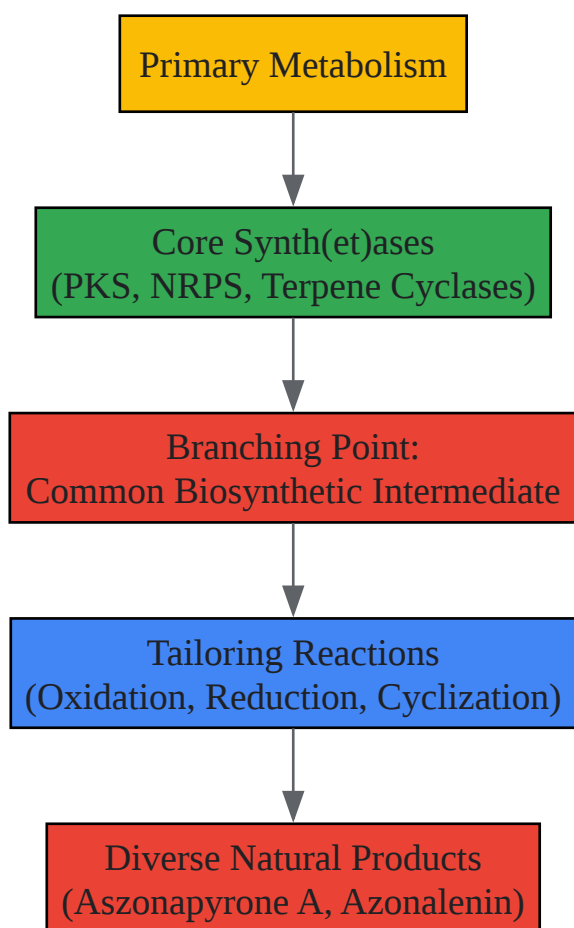 Primary Metabolism
Core Synth(et)ases
(PKS, NRPS, Terpene Cyclases)
Branching Point:
Common Biosynthetic Intermediate
Tailoring Reactions
(Oxidation, Reduction, Cyclization)
Diverse Natural Products
(Aszonapyrone A, Azonalenin)